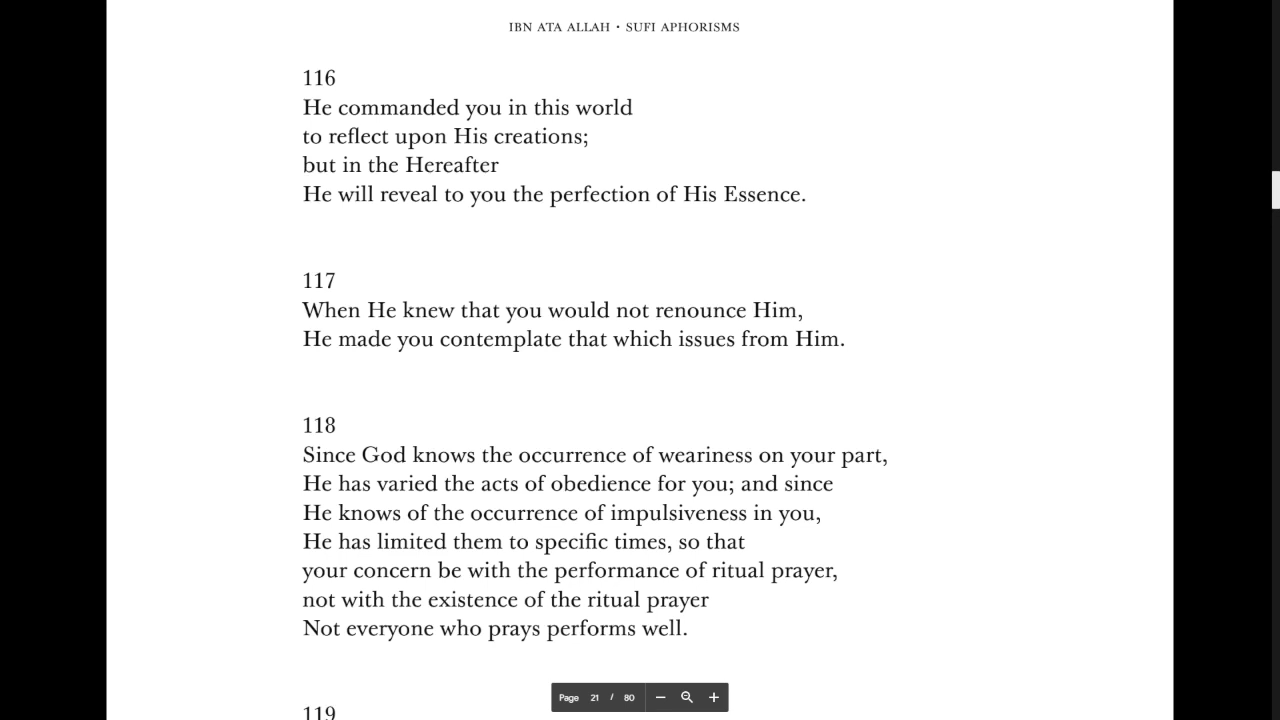 IBN ATA ALLAH • SUFI APHORISMS
116
He commanded you in this world
to reflect upon His creations;
but in the Hereafter
He will reveal to you the perfection of His Essence.
117
When He knew that you would not renounce Him,
He made you contemplate that which issues from Him.
118
Since God knows the occurrence of weariness on your part,
He has varied the acts of obedience for you; and since
He knows of the occurrence of impulsiveness in you,
He has limited them to specific times, so that
your concern be with the performance of ritual prayer,
not with the existence of the ritual prayer
Not everyone who prays performs well.
119
Page 21 / 80